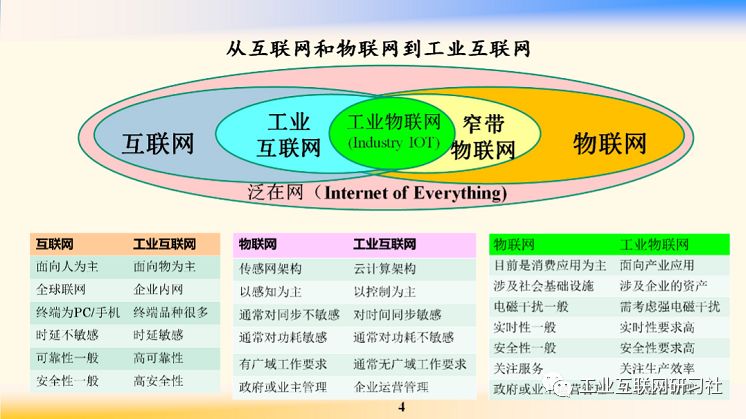 从互联网和物联网到工业互联网
互联网
工业
互联网
工业物联网
(Industry IOT)
窄带
物联网
物联网
泛在网（Internet of Everything)
互联网 工业互联网
面向人为主 面向物为主
全球联网 企业内网
终端为PC/手机 终端品种很多
时延不敏感 时延敏感
可靠性一般 高可靠性
安全性一般 高安全性
物联网 工业互联网
传感网架构 云计算架构
以感知为主 以控制为主
通常对同步不敏感 对时间同步敏感
通常对功耗敏感 通常对功耗不敏感
有广域工作要求 通常无广域工作要求
政府或业主管理 企业运营管理
物联网 工业物联网
目前是消费应用为主 面向产业应用
涉及社会基础设施 涉及企业的资产
电磁干扰一般 需考虑强电磁干扰
实时性一般 实时性要求高
安全性一般 安全性要求高
关注服务 关注生产效率
政府或业
工业互联网研习社
4